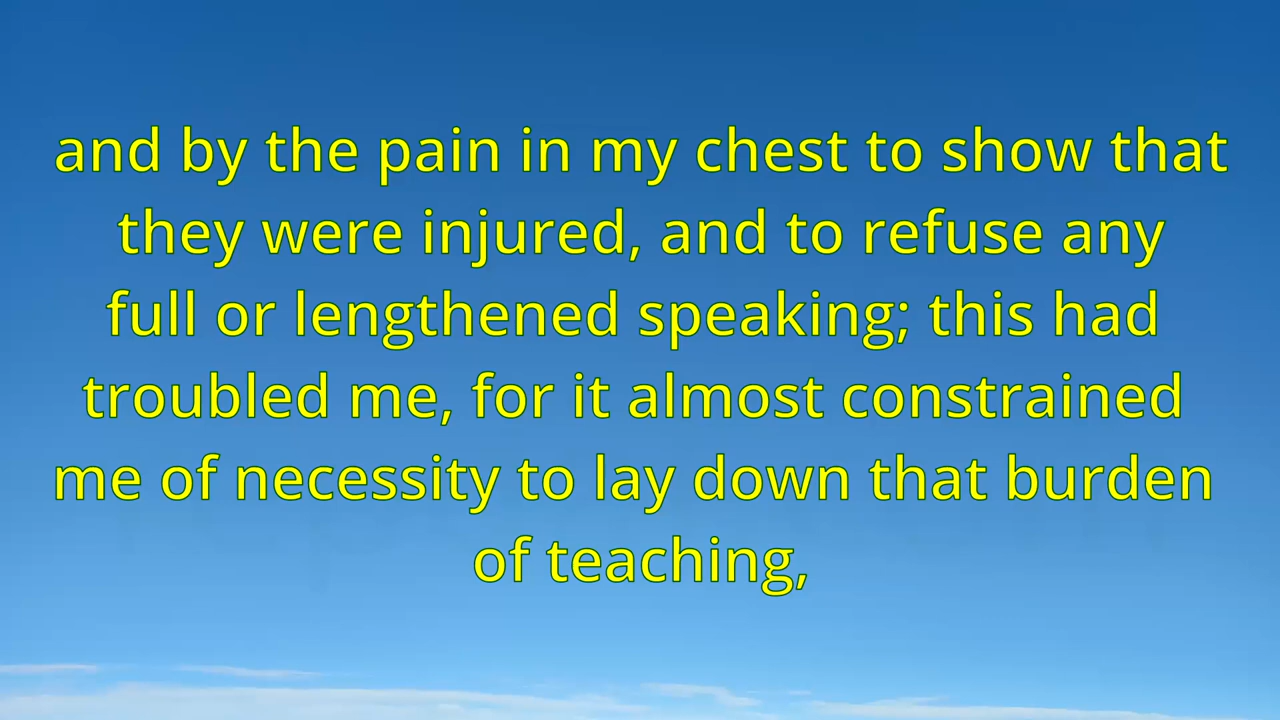 and by the pain in my chest to show that
they were injured, and to refuse any
full or lengthened speaking; this had
troubled me, for it almost constrained
me of necessity to lay down that burden
of teaching,